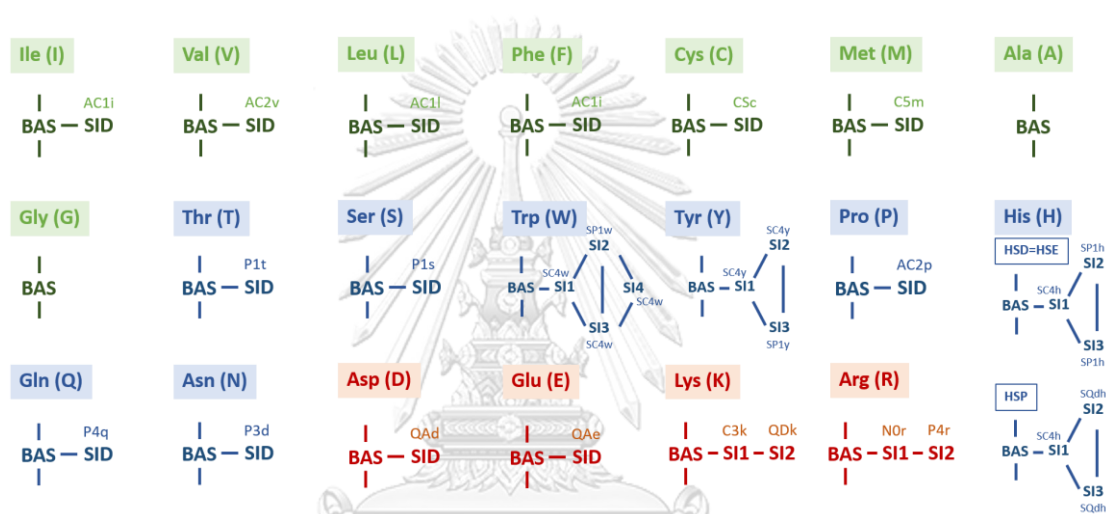 Ile (I) Val (V) Leu (L) Phe (F) Cys (C) Met (M) Ala (A)
AC1i AC2v AC1l AC1i CSc C5m
BAS SID BAS SID BAS SID BAS SID BAS SID BAS SID BAS
Gly (G) Thr (T) Ser (S) Trp (W) Tyr (Y) Pro (P) His (H)
SP1w SC4y HSD=HSE SP1h
SI2 SI2 SI2
P1t P1s SC4w SC4y AC2p SC4h
BAS BAS SID BAS SID BAS SI1 SI4 BAS SI1 BAS SID BAS SI1
SC4w
SI3 SI3 SI3
SC4w SP1y SP1h
Gln (Q) Asn (N) Asp (D) Glu (E) Lys (K) Arg (R) HSP
SQdh
SI2
P4q P3d QAd QAe C3k QDk N0r P4r SC4h
BAS SID BAS SID BAS SID BAS SID BAS SI1 SI2 BAS SI1 SI2 BAS SI1
SI3
SQdh